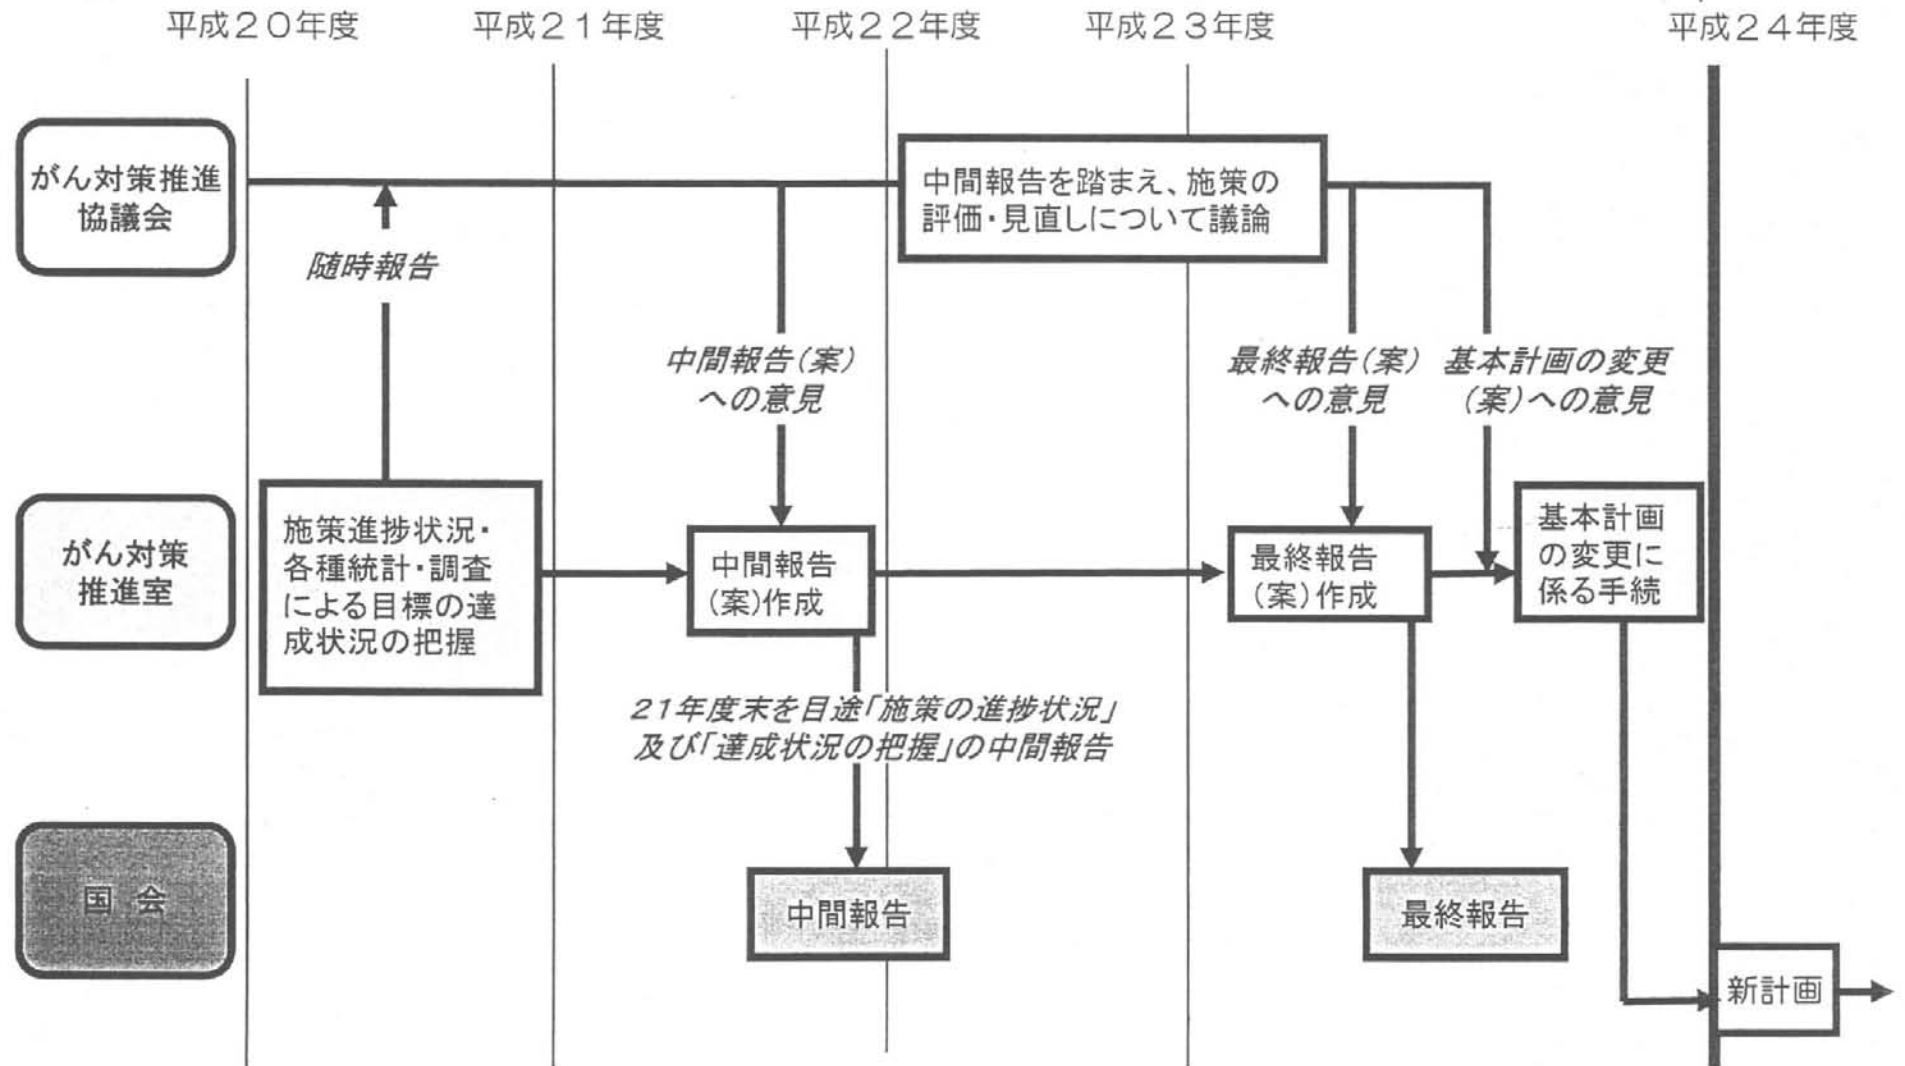 平成20年度
平成21年度
平成22年度
平成23年度
平成24年度
がん対策推進
協議会
中間報告を踏まえ、施策の
評価・見直しについて議論
随時報告
中間報告(案)
への意見
最終報告(案)
への意見
基本計画の変更
(案)への意見
がん対策
推進室
施策進捗状況・
各種統計・調査
による目標の達
成状況の把握
中間報告
(案)作成
最終報告
(案)作成
基本計画
の変更に
係る手続
21年度末を目途「施策の進捗状況」
及び「達成状況の把握」の中間報告
国 会
中間報告
最終報告
新計画